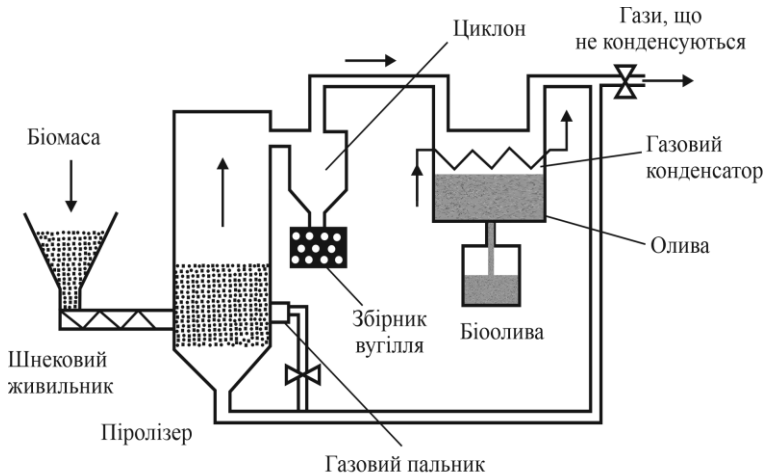 Циклон
Гази, що
не конденсуються
Біомаса
Газовий
конденсатор
Олива
Збірник
вугілля
Біоолива
Шнековий
живильник
Піролізер
Газовий пальник